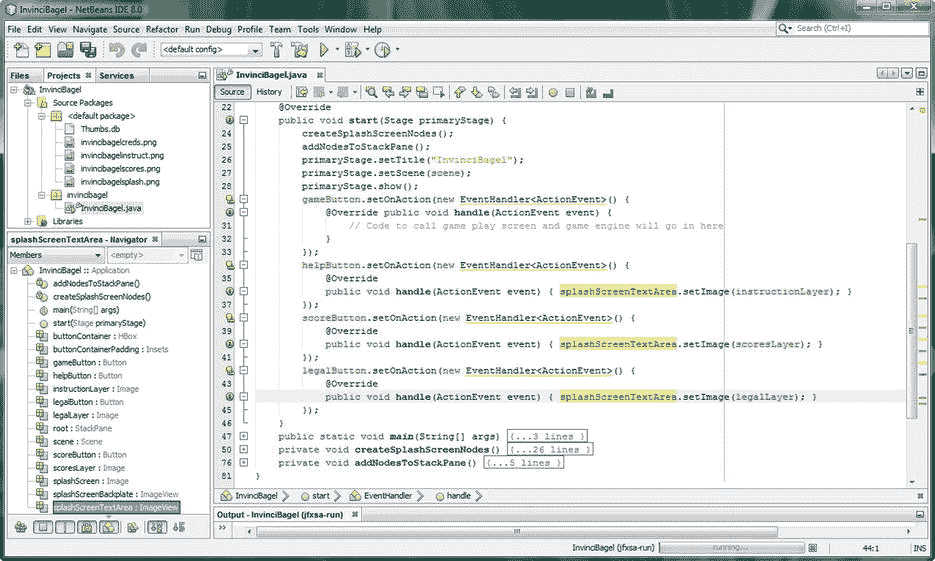 InvinciBagel - NetBeans IDE 8.0
File Edit View Navigate Source Refactor Run Debug Profile Team Tools Window Help
Search (Ctrl+I)
<default config>
Files Projects Services
InvinciBagel
Source Packages
<default package>
Thumbs.db
invincibagelcreds.png
invincibagelinstruct.png
invincibagelscores.png
invincibagelsplash.png
invincibagel
InvinciBagel.java
Libraries
splashScreenTextArea - Navigator
Members <empty>
InvinciBagel :: Application
addNodesToStackPane()
createSplashScreenNodes()
main(String[] args)
start(Stage primaryStage)
buttonContainer : HBox
buttonContainerPadding : Insets
gameButton : Button
helpButton : Button
instructionLayer : Image
legalButton : Button
legalLayer : Image
root : StackPane
scene : Scene
scoreButton : Button
scoresLayer : Image
splashScreen : Image
splashScreenBackplate : ImageView
splashScreenTextArea : ImageView
InvinciBagel.java
Source History
22 @Override
public void start(Stage primaryStage) {
24 createSplashScreenNodes();
25 addNodesToStackPane();
26 primaryStage.setTitle("InvinciBagel");
27 primaryStage.setScene(scene);
28 primaryStage.show();
gameButton.setOnAction(new EventHandler<ActionEvent>() {
@Override public void handle(ActionEvent event) {
31 // Code to call game play screen and game engine will go in here
32 }
33 });
helpButton.setOnAction(new EventHandler<ActionEvent>() {
35 @Override
public void handle(ActionEvent event) { splashScreenTextArea.setImage(instructionLayer); }
37 });
scoreButton.setOnAction(new EventHandler<ActionEvent>() {
39 @Override
public void handle(ActionEvent event) { splashScreenTextArea.setImage(scoresLayer); }
41 });
legalButton.setOnAction(new EventHandler<ActionEvent>() {
43 @Override
public void handle(ActionEvent event) { splashScreenTextArea.setImage(legalLayer); }
45 });
46 }
47 public static void main(String[] args) {...3 lines }
50 private void createSplashScreenNodes() {...26 lines }
76 private void addNodesToStackPane() {...5 lines }
81 }
InvinciBagel start EventHandler handle
Output - InvinciBagel (jfxsa-run)
InvinciBagel (jfxsa-run) running... 44:1 INS